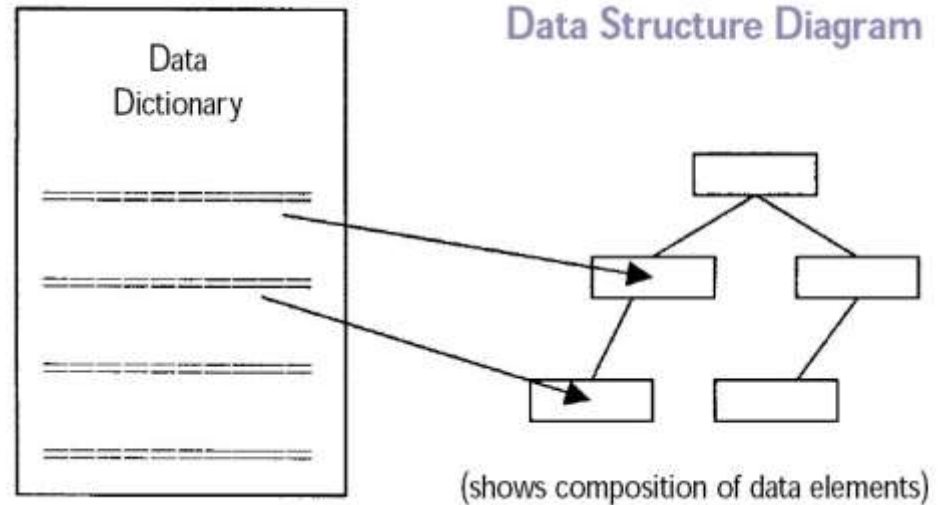 Data Structure Diagram
Data
Dictionary
(shows composition of data elements)